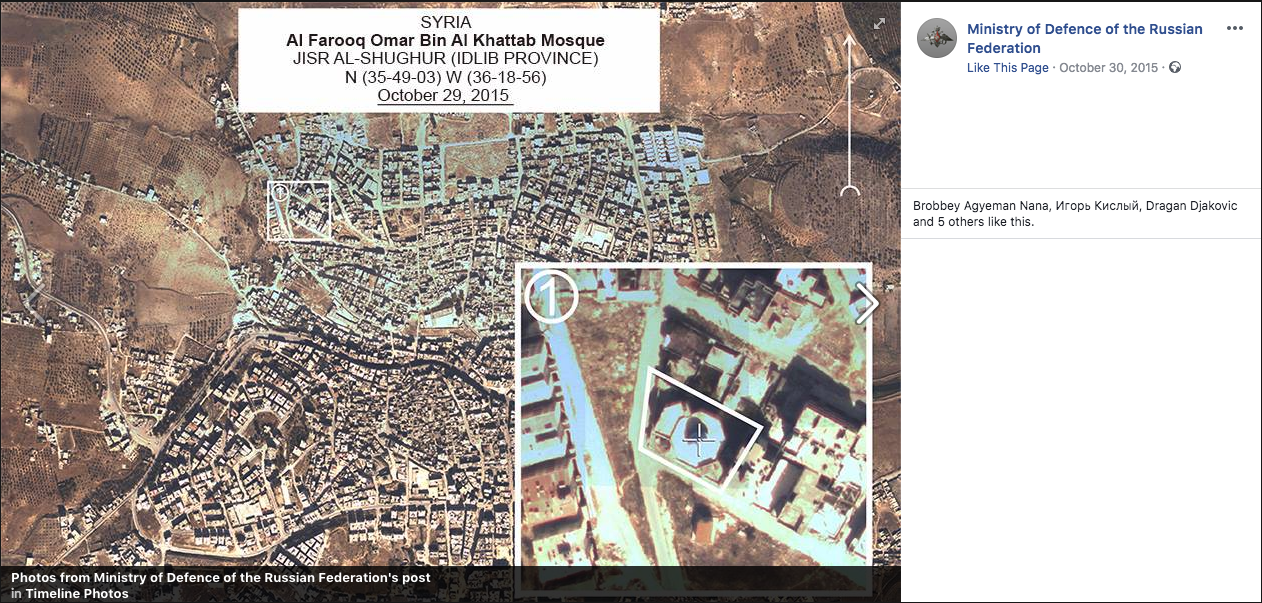 SYRIA
Al Farooq Omar Bin Al Khattab Mosque
JISR AL-SHUGHUR (IDLIB PROVINCE)
N (35-49-03) W (36-18-56)
October 29, 2015
1
1
Photos from Ministry of Defence of the Russian Federation's post
in Timeline Photos
Ministry of Defence of the Russian
Federation
Like This Page · October 30, 2015 ·
Brobbey Agyeman Nana, Игорь Кислый, Dragan Djakovic
and 5 others like this.